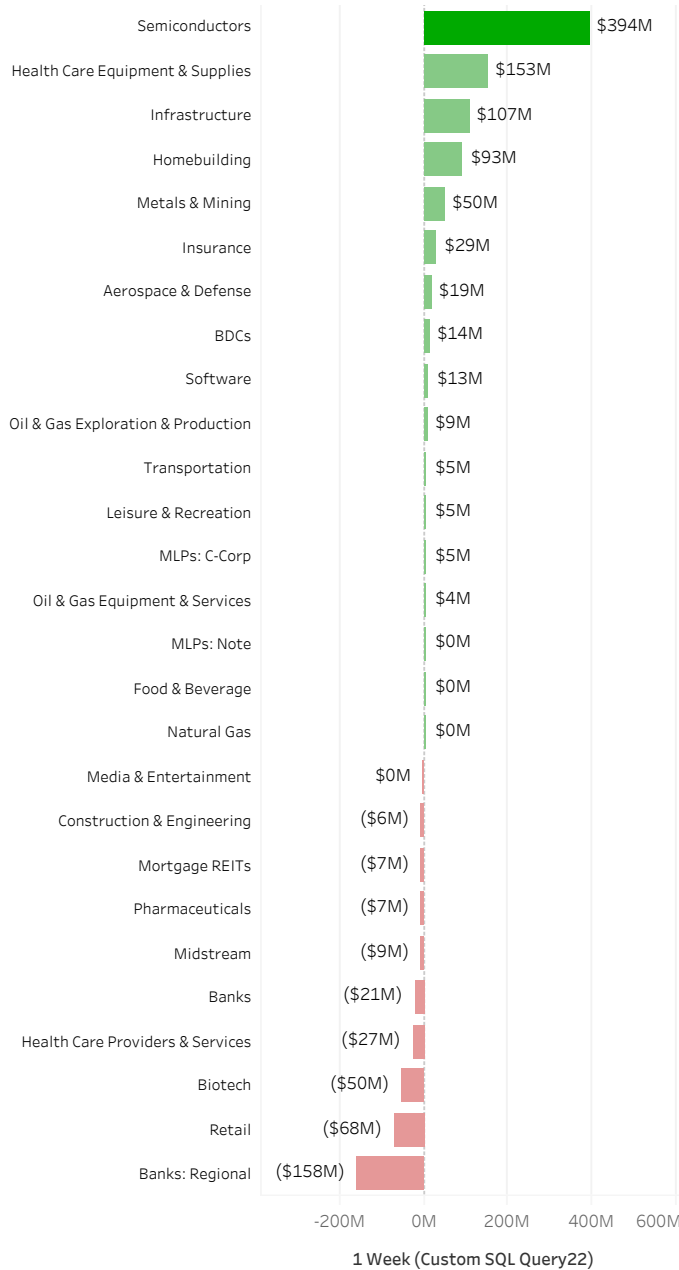 Semiconductors $394M
Health Care Equipment & Supplies $153M
Infrastructure $107M
Homebuilding $93M
Metals & Mining $50M
Insurance $29M
Aerospace & Defense $19M
BDCs $14M
Software $13M
Oil & Gas Exploration & Production $9M
Transportation $5M
Leisure & Recreation $5M
MLPs: C-Corp $5M
Oil & Gas Equipment & Services $4M
MLPs: Note $0M
Food & Beverage $0M
Natural Gas $0M
Media & Entertainment $0M
Construction & Engineering ($6M)
Mortgage REITs ($7M)
Pharmaceuticals ($7M)
Midstream ($9M)
Banks ($21M)
Health Care Providers & Services ($27M)
Biotech ($50M)
Retail ($68M)
Banks: Regional ($158M)
-200M 0M 200M 400M 600M
1 Week (Custom SQL Query22)